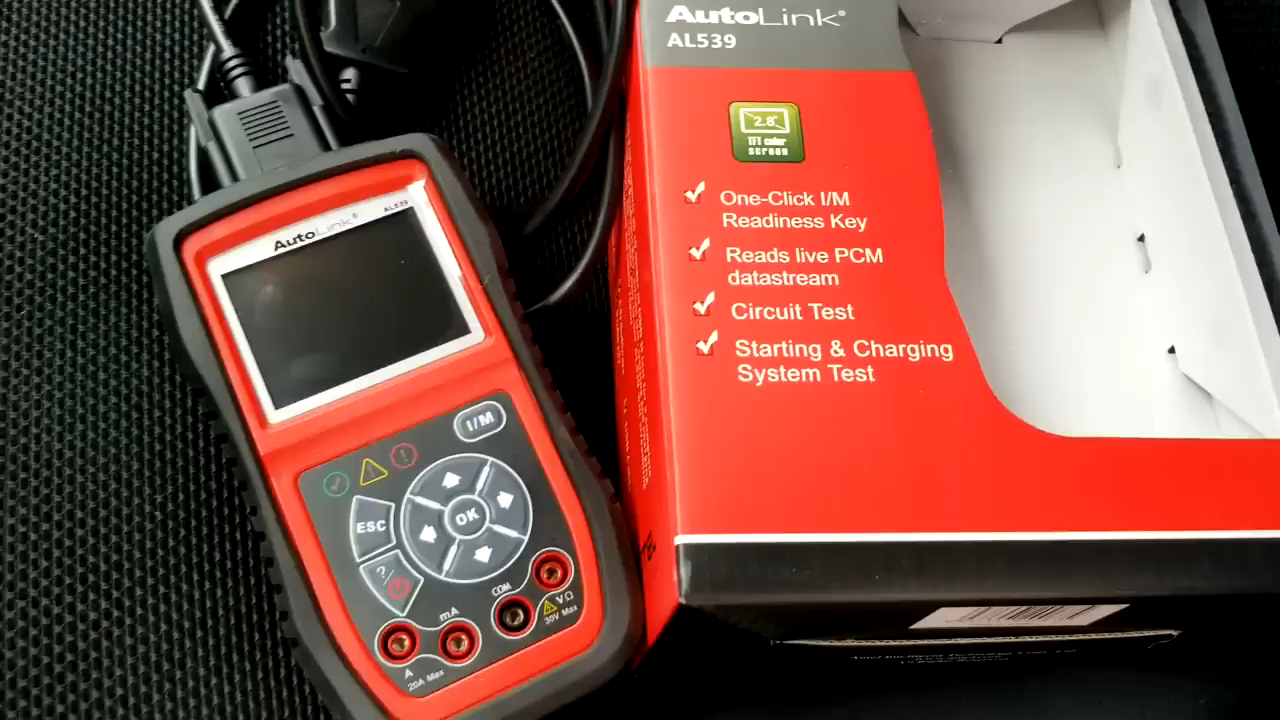 AutoLink®
AL539
2.8"
TFT color
screen
One-Click I/M
Readiness Key
Reads live PCM
datastream
Circuit Test
Starting & Charging
System Test
AutoLink®
AL539
I/M
ESC
OK
?/
COM
VΩ
30V Max
mA
A
20A Max